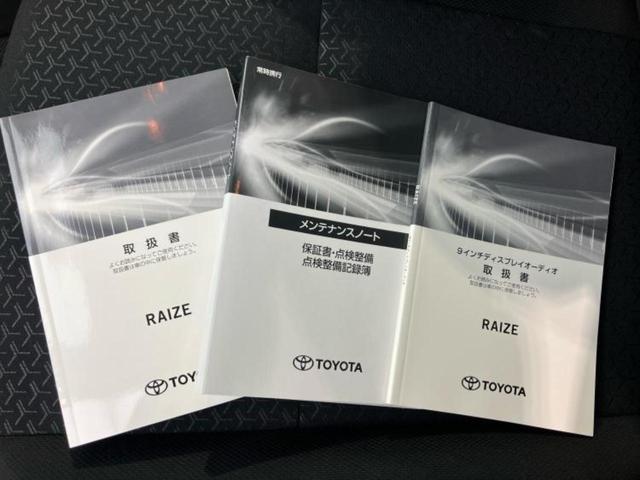 取扱書
よくお読みになってご使用ください。
取扱書は車の中に保管しましょう。
RAIZE
TOYOTA
常時携行
メンテナンスノート
保証書・点検整備
点検整備記録簿
TOYOTA
9インチディスプレイオーディオ
取扱書
よくお読みになってご使用ください。
取扱書は車の中に保管しましょう。
RAIZE
TOYOTA